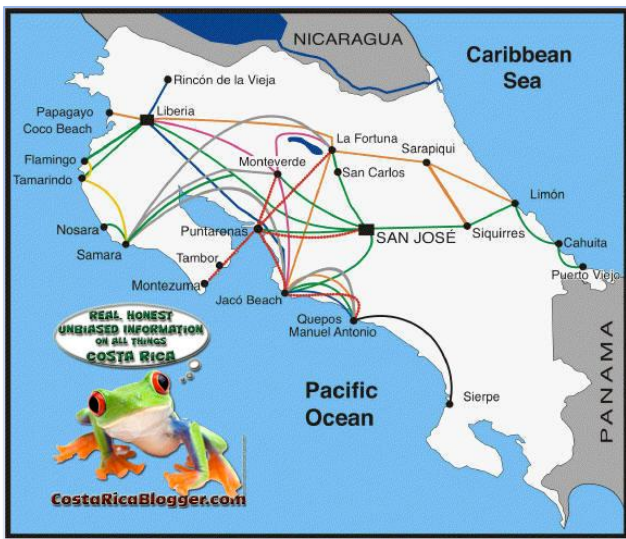 NICARAGUA
Caribbean
Sea
Rincón de la Vieja
Papagayo
Coco Beach
Liberia
La Fortuna
Sarapiqui
Flamingo
Monteverde
San Carlos
Tamarindo
Limón
Nosara
Puntarenas
SAN JOSÉ
Siquirres
Samara
Cahuita
Tambor
Puerto Viejo
Montezuma
Jacó Beach
Quepos
Manuel Antonio
REAL, HONEST
UNBIASED INFORMATION
ON ALL THINGS
COSTA RICA
Pacific
Ocean
Sierpe
PANAMA
CostaRicaBlogger.com